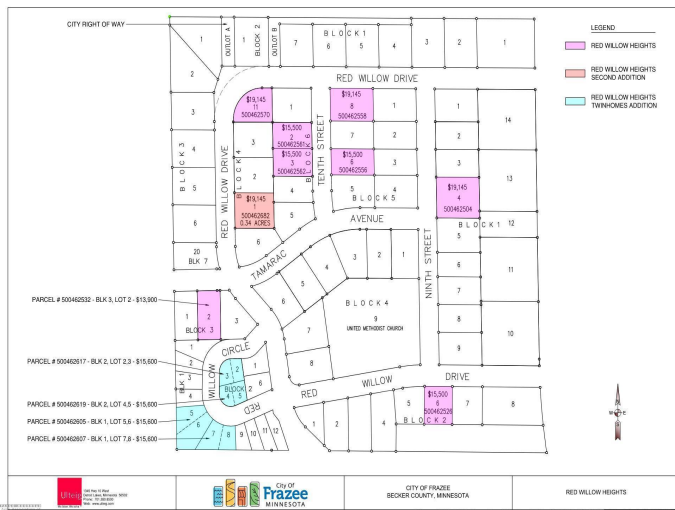 CITY RIGHT OF WAY
OUTLOT A
BLOCK 2
OUTLOT B
BLOCK 1
1
7
6
5
4
3
2
1
2
RED WILLOW DRIVE
LEGEND
RED WILLOW HEIGHTS
RED WILLOW HEIGHTS
SECOND ADDITION
RED WILLOW HEIGHTS
TWINHOMES ADDITION
$19,145
11
500462570
1
$19,145
8
500462558
1
1
14
3
4
5
6
BLOCK 3
RED WILLOW DRIVE
BLOCK 4
3
2
$15,500
2
500462561
$15,500
3
500462562
BLOCK 6
TENTH STREET
7
2
$15,500
6
500462556
3
2
3
13
4
5
5
4
BLOCK 5
$19,145
1
500462682
0.34 ACRES
6
$19,145
4
500462504
BLOCK 1
12
20
BLK 7
TAMARAC
AVENUE
NINTH STREET
5
6
7
8
9
11
10
6
5
4
3
2
1
7
8
BLOCK 4
9
UNITED METHODIST CHURCH
PARCEL # 500462532 - BLK 3, LOT 2 - $13,900
1
2
3
BLOCK 3
PARCEL # 500462617 - BLK 2, LOT 2,3 - $15,600
PARCEL # 500462619 - BLK 2, LOT 4,5 - $15,600
PARCEL # 500462605 - BLK 1, LOT 5,6 - $15,600
PARCEL # 500462607 - BLK 1, LOT 7,8 - $15,600
BLK 1
1
2
3
4
5
6
7
8
9
10
11
12
WILLOW
CIRCLE
RED
3
2
1
BLOCK
2
6
4
5
RED
WILLOW
DRIVE
1
2
3
4
5
$15,500
6
500462526
7
8
BLOCK 2
N
W
E
S
Ulteig
City Of
Frazee
MINNESOTA
CITY OF FRAZEE
BECKER COUNTY, MINNESOTA
RED WILLOW HEIGHTS